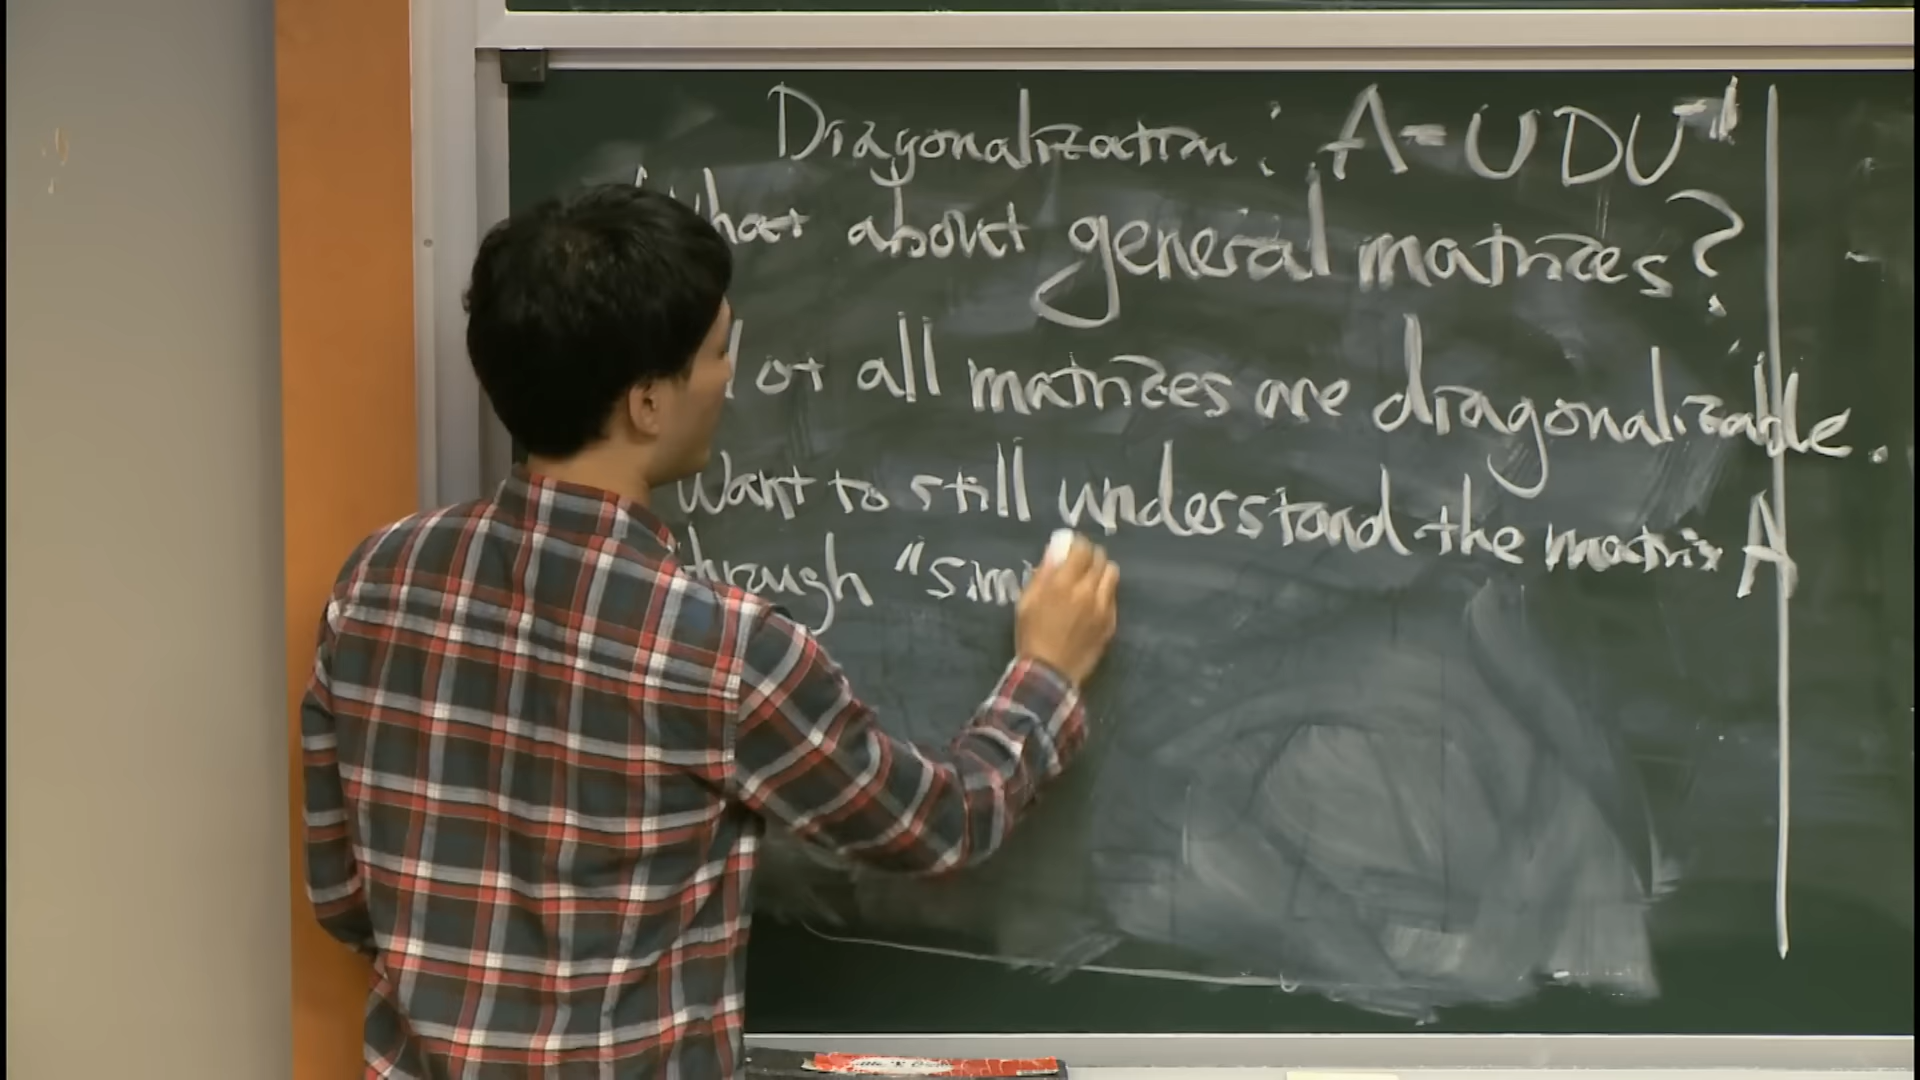 Diagonalization: A = UDU⁻¹
What about general matrices?
Not all matrices are diagonalizable.
Want to still understand the matrix A
through "sim